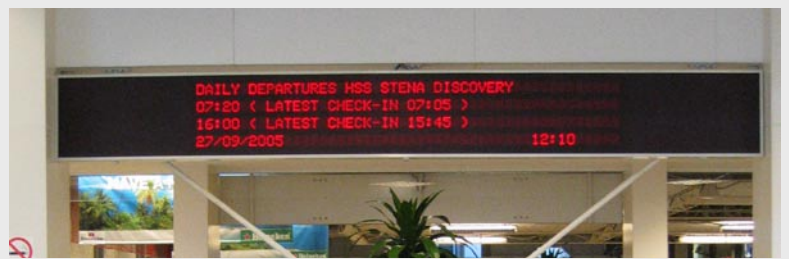 DAILY DEPARTURES HSS STENA DISCOVERY
07:20 ( LATEST CHECK-IN 07:05 )
16:00 ( LATEST CHECK-IN 15:45 )
27/09/2005 12:10